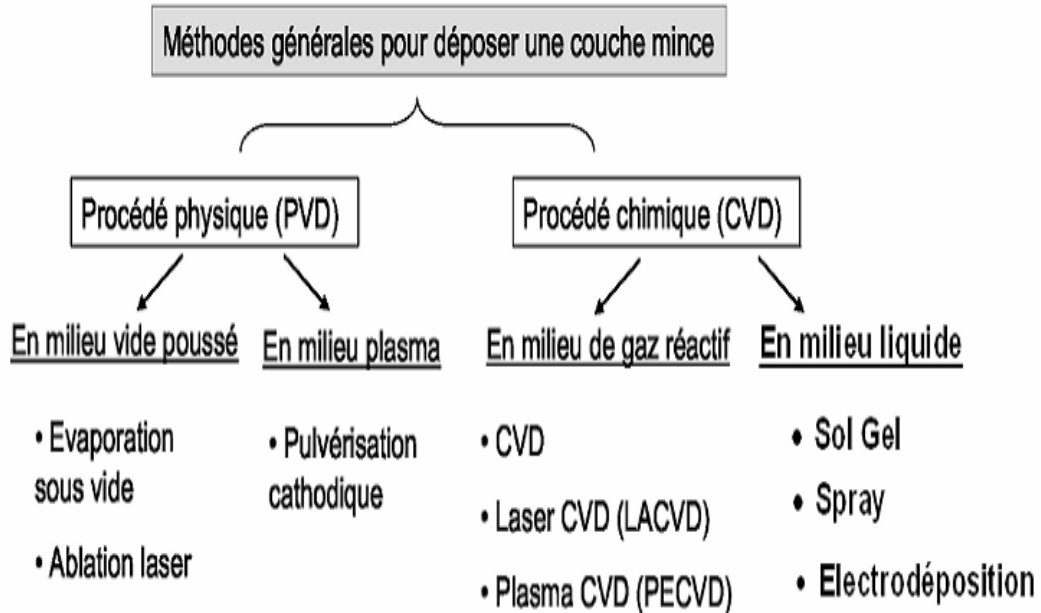 Méthodes générales pour déposer une couche mince
Procédé physique (PVD)
Procédé chimique (CVD)
En milieu vide poussé
• Evaporation
sous vide
• Ablation laser
En milieu plasma
• Pulvérisation
cathodique
En milieu de gaz réactif
• CVD
• Laser CVD (LACVD)
• Plasma CVD (PECVD)
En milieu liquide
• Sol Gel
• Spray
• Electrodéposition